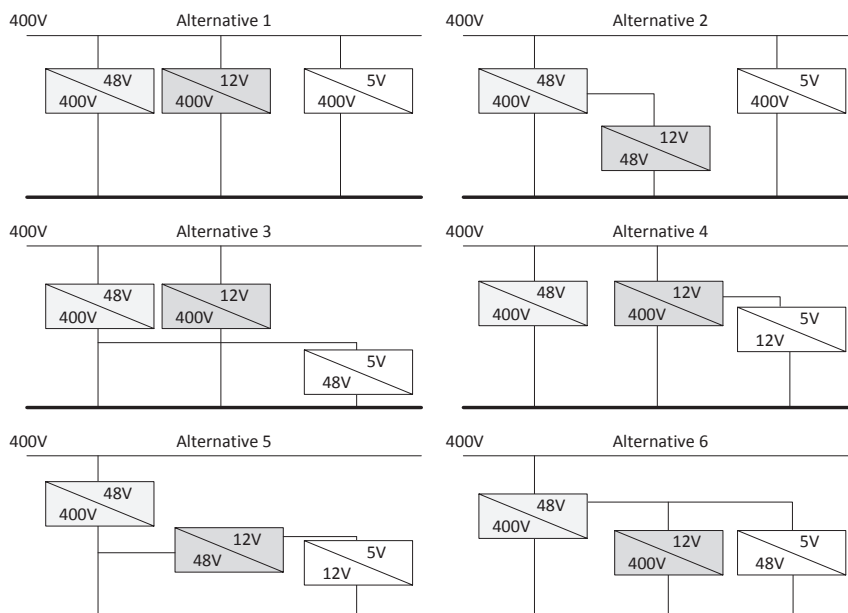 400V Alternative 1
48V 12V 5V
400V 400V 400V
400V Alternative 2
48V 5V
400V 400V
12V
48V
400V Alternative 3
48V 12V
400V 400V
5V
48V
400V Alternative 4
48V 12V
400V 400V
5V
12V
400V Alternative 5
48V
400V
12V
48V
5V
12V
400V Alternative 6
48V
400V
12V 5V
400V 48V